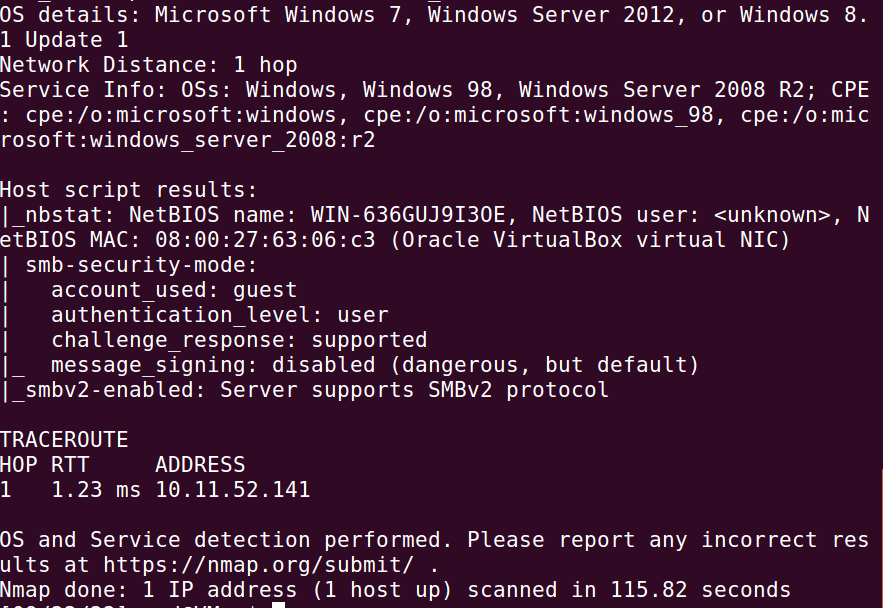 OS details: Microsoft Windows 7, Windows Server 2012, or Windows 8.
1 Update 1
Network Distance: 1 hop
Service Info: OSs: Windows, Windows 98, Windows Server 2008 R2; CPE
: cpe:/o:microsoft:windows, cpe:/o:microsoft:windows_98, cpe:/o:mic
rosoft:windows_server_2008:r2

Host script results:
|_nbstat: NetBIOS name: WIN-636GUJ9I3OE, NetBIOS user: <unknown>, N
etBIOS MAC: 08:00:27:63:06:c3 (Oracle VirtualBox virtual NIC)
| smb-security-mode:
|   account_used: guest
|   authentication_level: user
|   challenge_response: supported
|_  message_signing: disabled (dangerous, but default)
|_smbv2-enabled: Server supports SMBv2 protocol

TRACEROUTE
HOP RTT     ADDRESS
1   1.23 ms 10.11.52.141

OS and Service detection performed. Please report any incorrect res
ults at https://nmap.org/submit/ .
Nmap done: 1 IP address (1 host up) scanned in 115.82 seconds